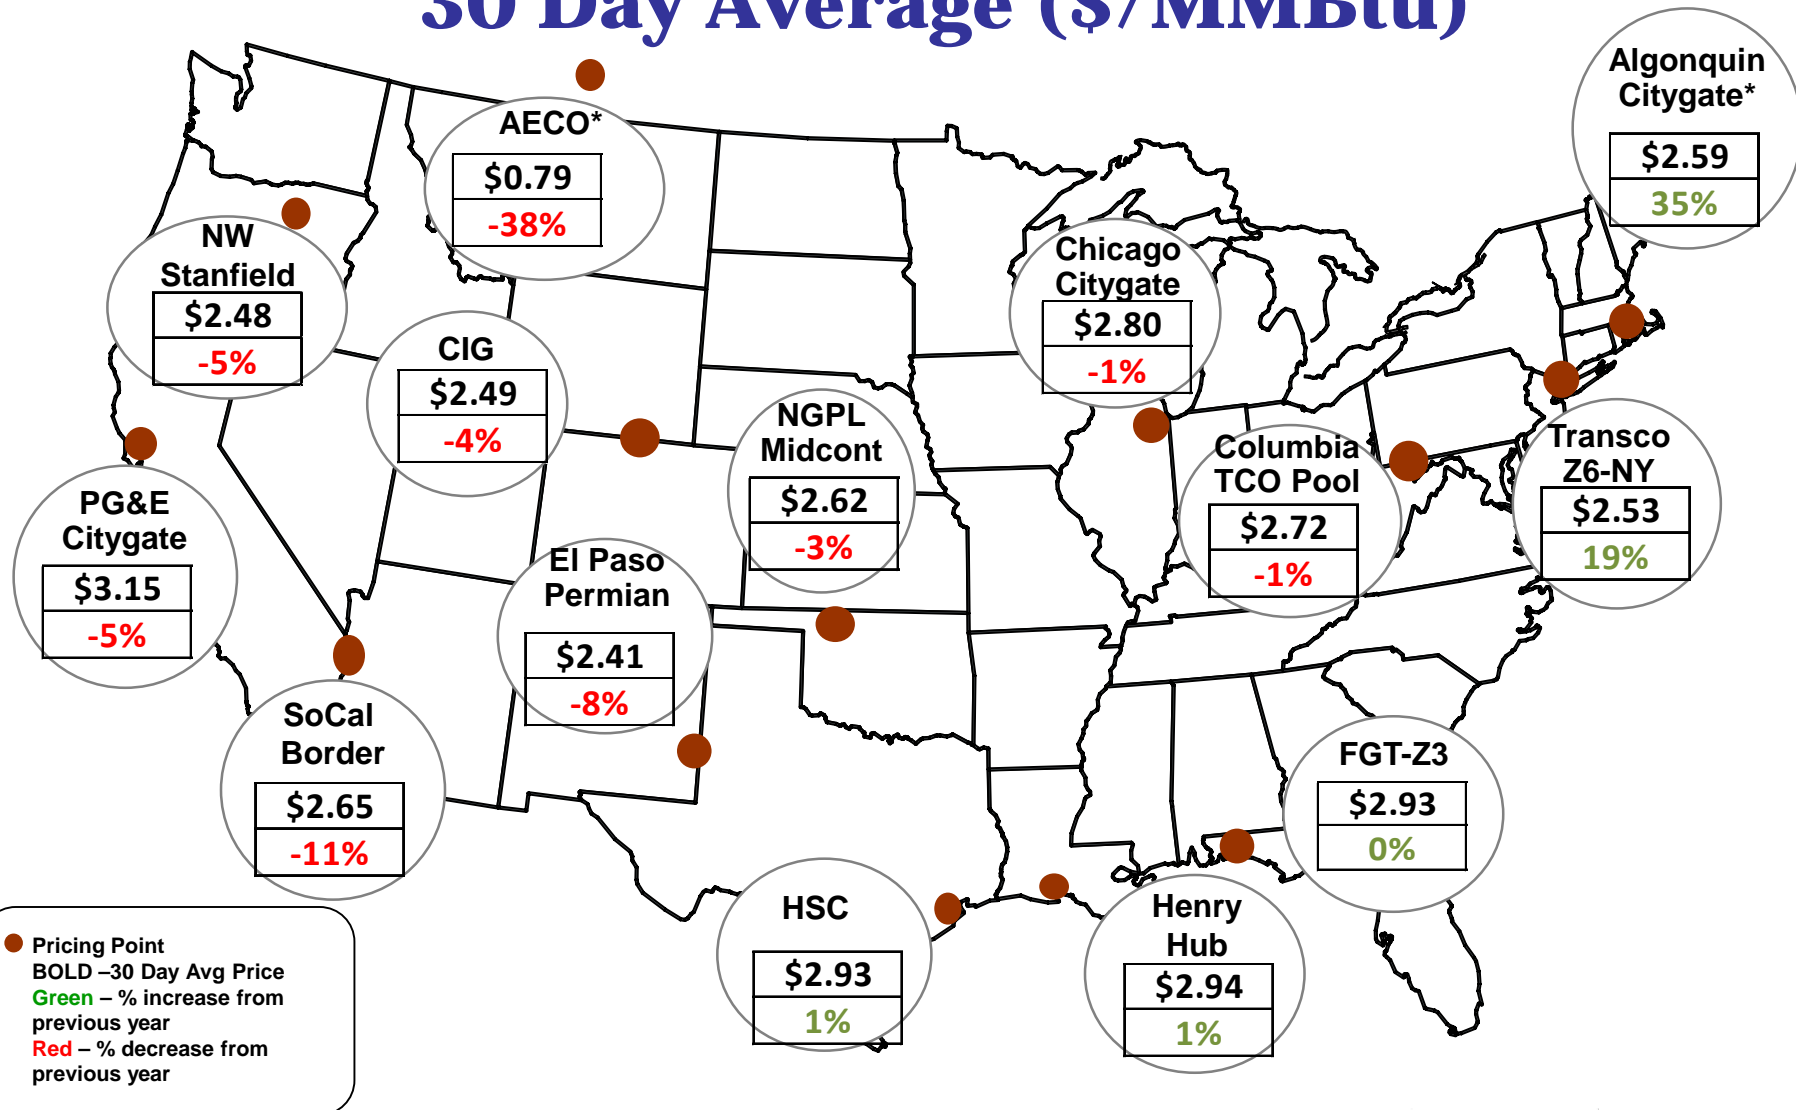 30 Day Average ($/MMBtu)
Algonquin
Citygate*
$2.59
35%
AECO*
$0.79
-38%
NW
Stanfield
$2.48
-5%
Chicago
Citygate
$2.80
-1%
CIG
$2.49
-4%
NGPL
Midcont
$2.62
-3%
Columbia
TCO Pool
$2.72
-1%
Transco
Z6-NY
$2.53
19%
PG&E
Citygate
$3.15
-5%
El Paso
Permian
$2.41
-8%
SoCal
Border
$2.65
-11%
FGT-Z3
$2.93
0%
HSC
$2.93
1%
Henry
Hub
$2.94
1%
Pricing Point
BOLD –30 Day Avg Price
Green – % increase from
previous year
Red – % decrease from
previous year